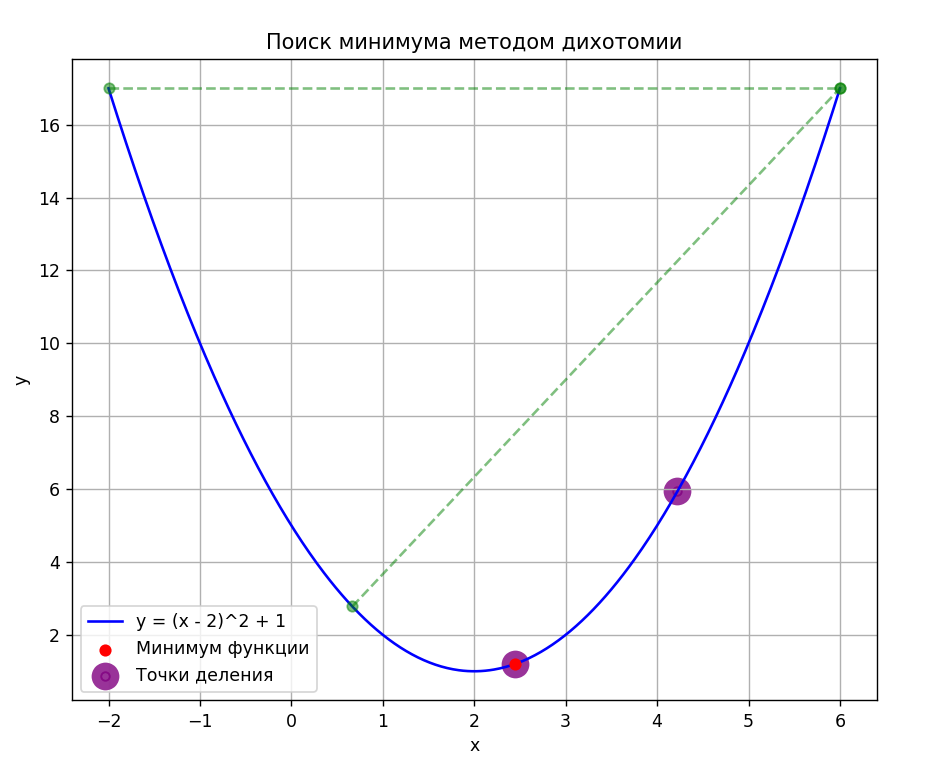 Поиск минимума методом дихотомии
y
16
14
12
10
8
6
4
2
y = (x - 2)^2 + 1
Минимум функции
Точки деления
−2 −1 0 1 2 3 4 5 6
x